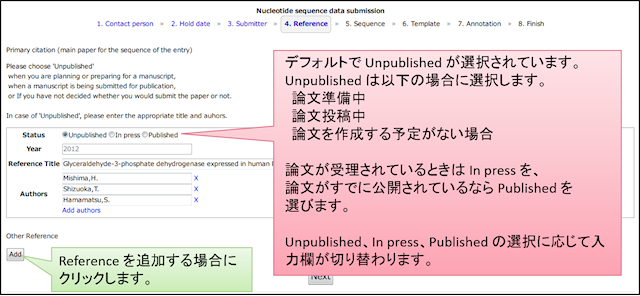 Nucleotide sequence data submission
1. Contact person » 2. Hold date » 3. Submitter » 4. Reference » 5. Sequence » 6. Template » 7. Annotation » 8. Finish
Primary citation (main paper for the sequence of the entry)
Please choose 'Unpublished'
when you are planning or preparing for a manuscript,
when a manuscript is being submitted for publication,
or If you have not decided whether you would submit the paper or not.
In case of 'Unpublished', please enter the appropriate title and auhors.
Status Unpublished In press Published
Year 2012
Reference Title Glyceraldehyde-3-phosphate dehydrogenase expressed in human
Authors
Mishima,H. X
Shizuoka,T. X
Hamamatsu,S. X
Add authors
Other Reference
Add
Next
デフォルトで Unpublished が選択されています。
Unpublished は以下の場合に選択します。
論文準備中
論文投稿中
論文を作成する予定がない場合
論文が受理されているときは In press を、
論文がすでに公開されているなら Published を
選びます。
Unpublished、In press、Published の選択に応じて入
力欄が切り替わります。
Reference を追加する場合に
クリックします。